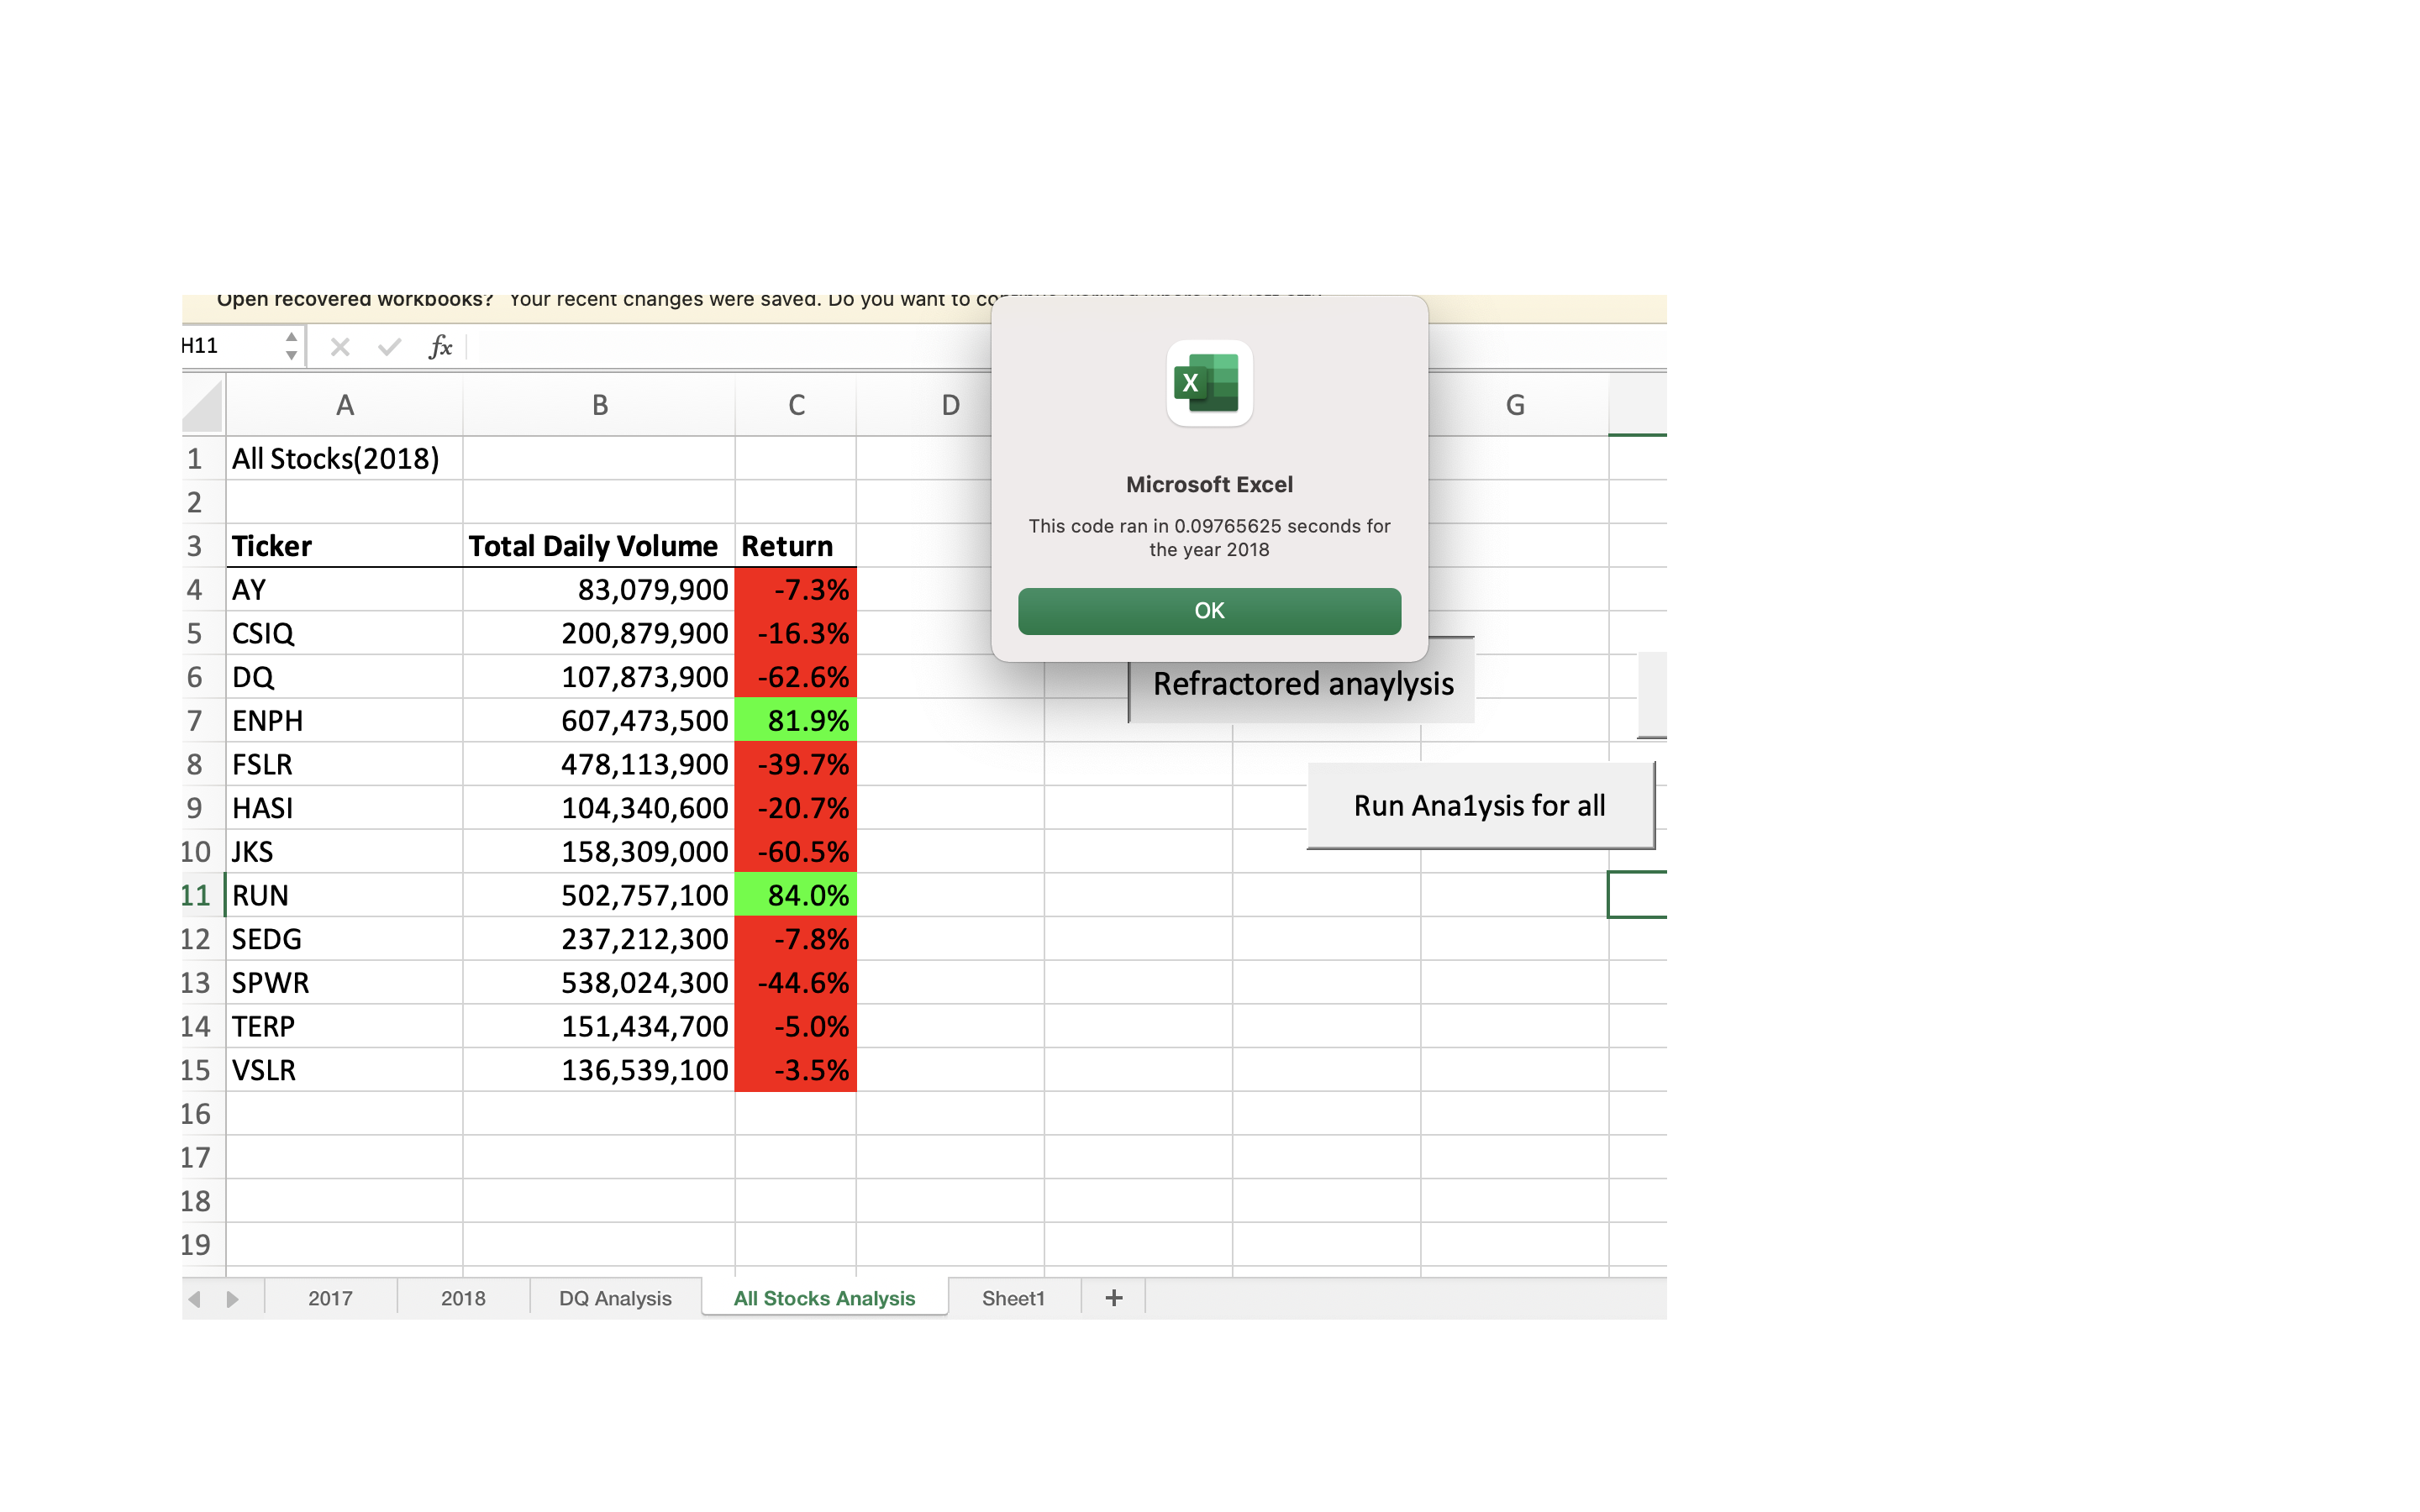 Open recovered workbooks? Your recent changes were saved. Do you want to
H11 fx
A B C D G
1 All Stocks(2018)
2
3 Ticker Total Daily Volume Return
4 AY 83,079,900 -7.3%
5 CSIQ 200,879,900 -16.3%
6 DQ 107,873,900 -62.6%
7 ENPH 607,473,500 81.9%
8 FSLR 478,113,900 -39.7%
9 HASI 104,340,600 -20.7%
10 JKS 158,309,000 -60.5%
11 RUN 502,757,100 84.0%
12 SEDG 237,212,300 -7.8%
13 SPWR 538,024,300 -44.6%
14 TERP 151,434,700 -5.0%
15 VSLR 136,539,100 -3.5%
16
17
18
19
X
Microsoft Excel
This code ran in 0.09765625 seconds for
the year 2018
OK
Refractored anaylysis
Run Ana1ysis for all
2017 2018 DQ Analysis All Stocks Analysis Sheet1 +